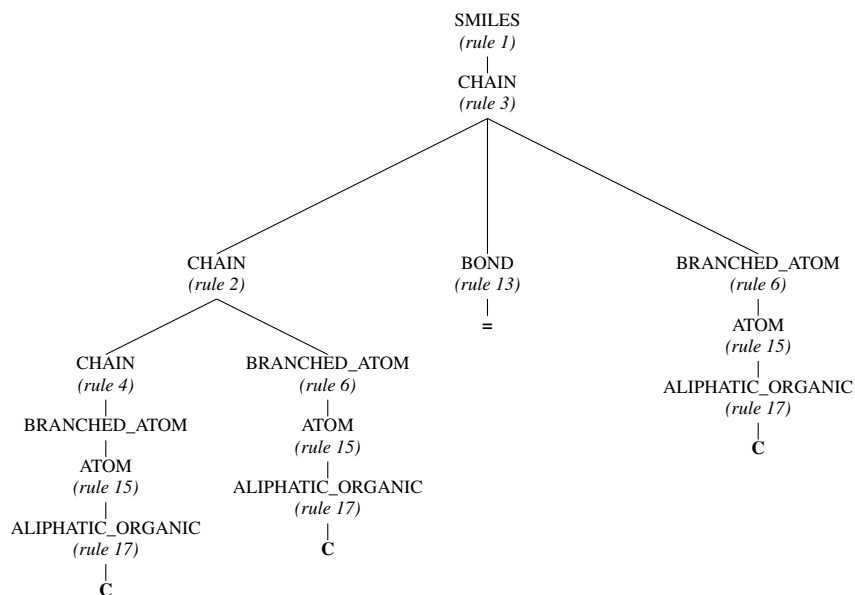 SMILES
(rule 1)
CHAIN
(rule 3)
CHAIN BOND BRANCHED_ATOM
(rule 2) (rule 13) (rule 6)
= ATOM
(rule 15)
CHAIN BRANCHED_ATOM
(rule 4) (rule 6) ALIPHATIC_ORGANIC
(rule 17)
BRANCHED_ATOM ATOM
(rule 15) C
ATOM
(rule 15) ALIPHATIC_ORGANIC
(rule 17)
ALIPHATIC_ORGANIC
(rule 17) C
C